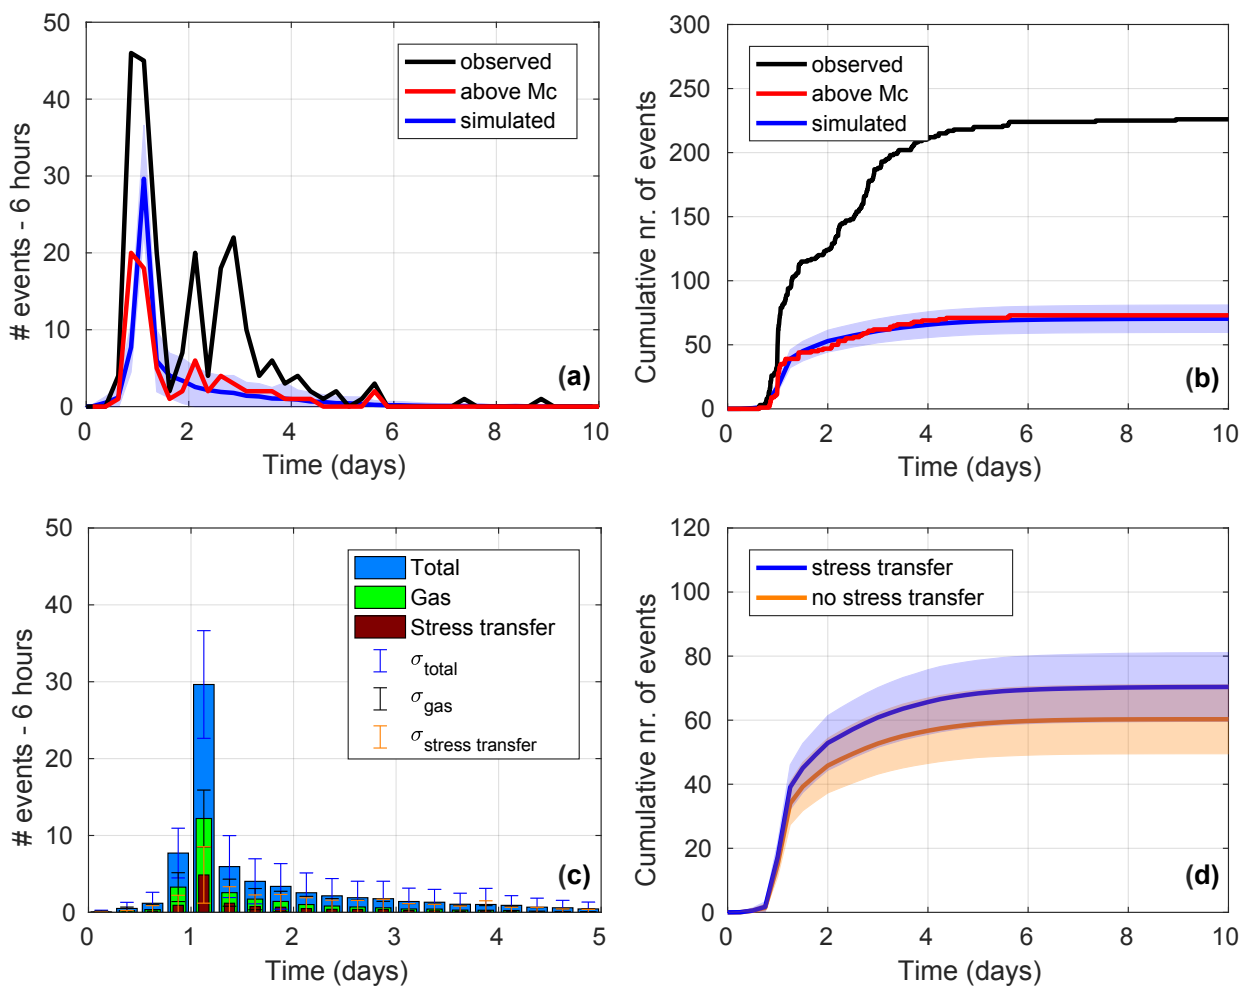 50
40
30
20
10
0
# events - 6 hours
observed
above Mc
simulated
(a)
0 2 4 6 8 10
Time (days)
300
250
200
150
100
50
0
Cumulative nr. of events
observed
above Mc
simulated
(b)
0 2 4 6 8 10
Time (days)
50
40
30
20
10
0
# events - 6 hours
Total
Gas
Stress transfer
σtotal
σgas
σstress transfer
(c)
0 1 2 3 4 5
Time (days)
120
100
80
60
40
20
0
Cumulative nr. of events
stress transfer
no stress transfer
(d)
0 2 4 6 8 10
Time (days)